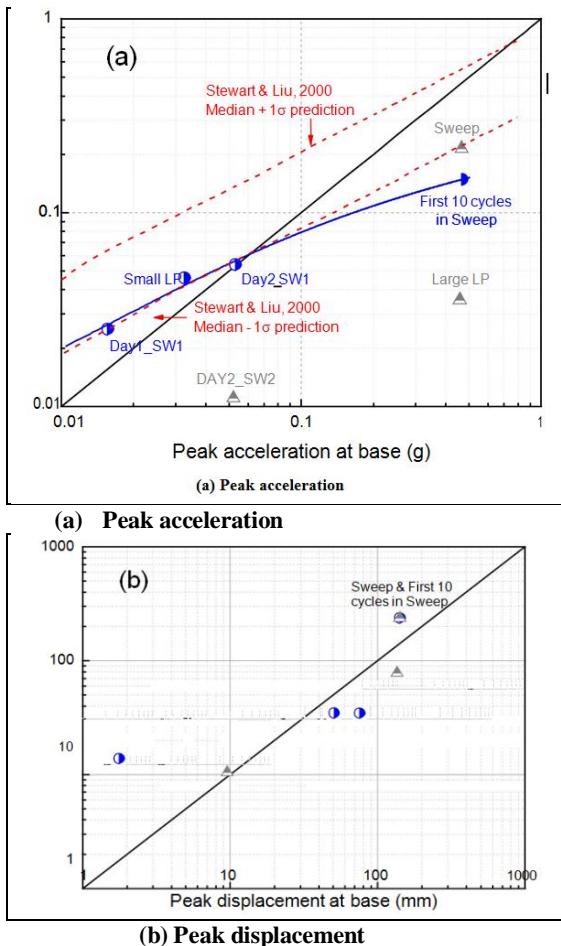 1
(a)
Stewart & Liu, 2000
Median + 1σ prediction
Sweep
0.1
First 10 cycles
in Sweep
Small LP
Day2_SW1
Stewart & Liu, 2000
Median - 1σ prediction
Large LP
Day1_SW1
DAY2_SW2
0.01
0.01
0.1
1
Peak acceleration at base (g)
(a) Peak acceleration
(a) Peak acceleration
1000
(b)
Sweep & First 10
cycles in Sweep
100
10
1
1
10
100
1000
Peak displacement at base (mm)
(b) Peak displacement